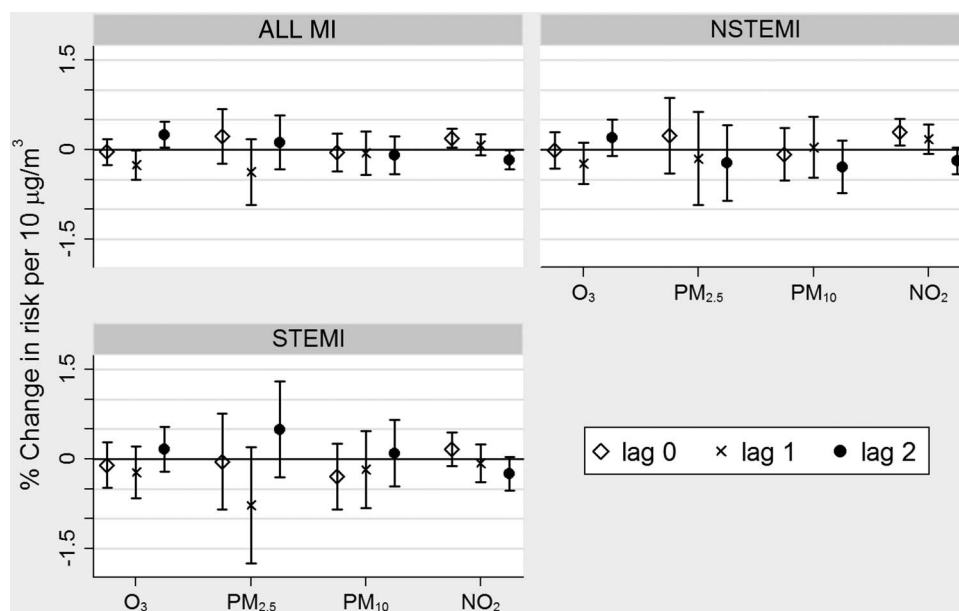 ALL MI
NSTEMI
% Change in risk per 10 µg/m³
1.5
0
-1.5
O₃ PM₂.₅ PM₁₀ NO₂
STEMI
1.5
0
-1.5
lag 0 lag 1 lag 2
O₃ PM₂.₅ PM₁₀ NO₂